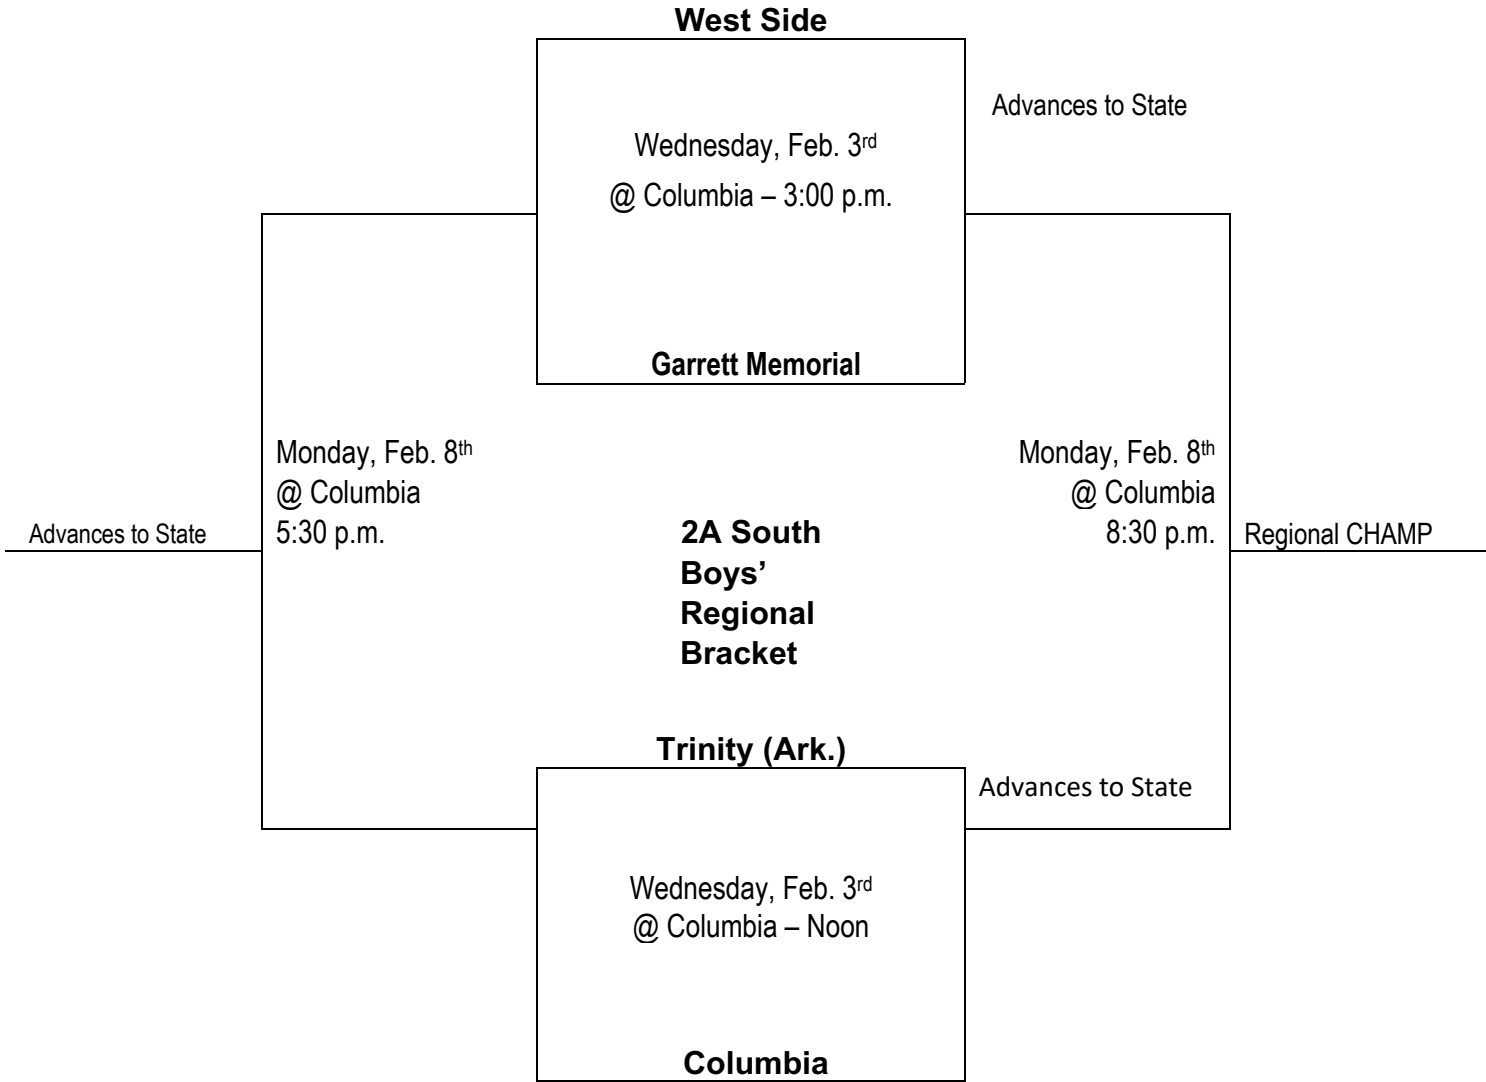 West Side
Advances to State
Wednesday, Feb. 3rd
@ Columbia – 3:00 p.m.
Garrett Memorial
Monday, Feb. 8th
@ Columbia
5:30 p.m.
Advances to State
Monday, Feb. 8th
@ Columbia
8:30 p.m.
Regional CHAMP
2A South
Boys’
Regional
Bracket
Trinity (Ark.)
Advances to State
Wednesday, Feb. 3rd
@ Columbia – Noon
Columbia